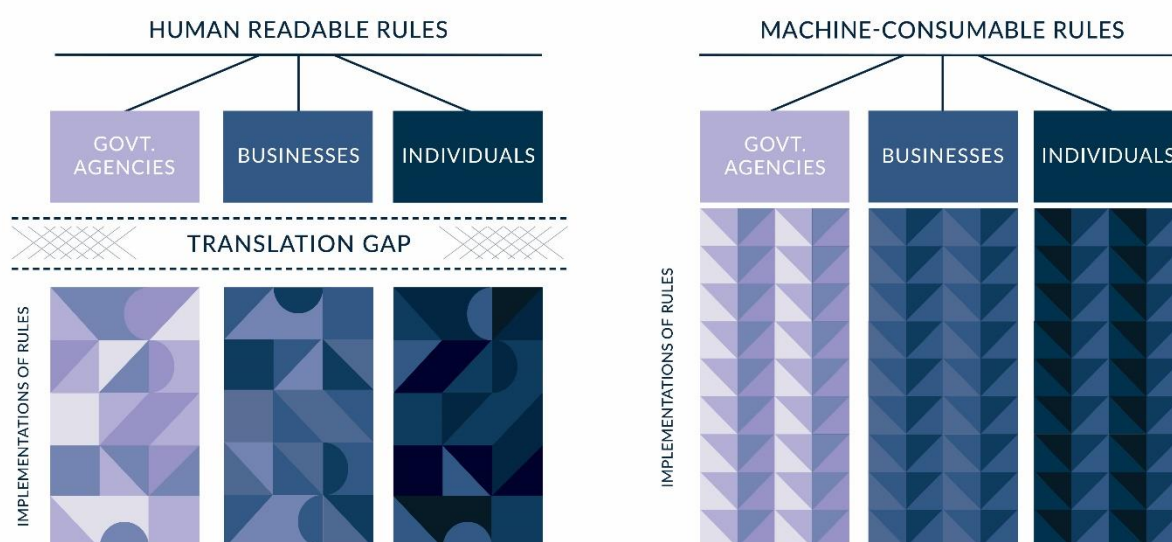 HUMAN READABLE RULES
GOVT.
AGENCIES
BUSINESSES
INDIVIDUALS
TRANSLATION GAP
IMPLEMENTATIONS OF RULES
MACHINE-CONSUMABLE RULES
GOVT.
AGENCIES
BUSINESSES
INDIVIDUALS
IMPLEMENTATIONS OF RULES